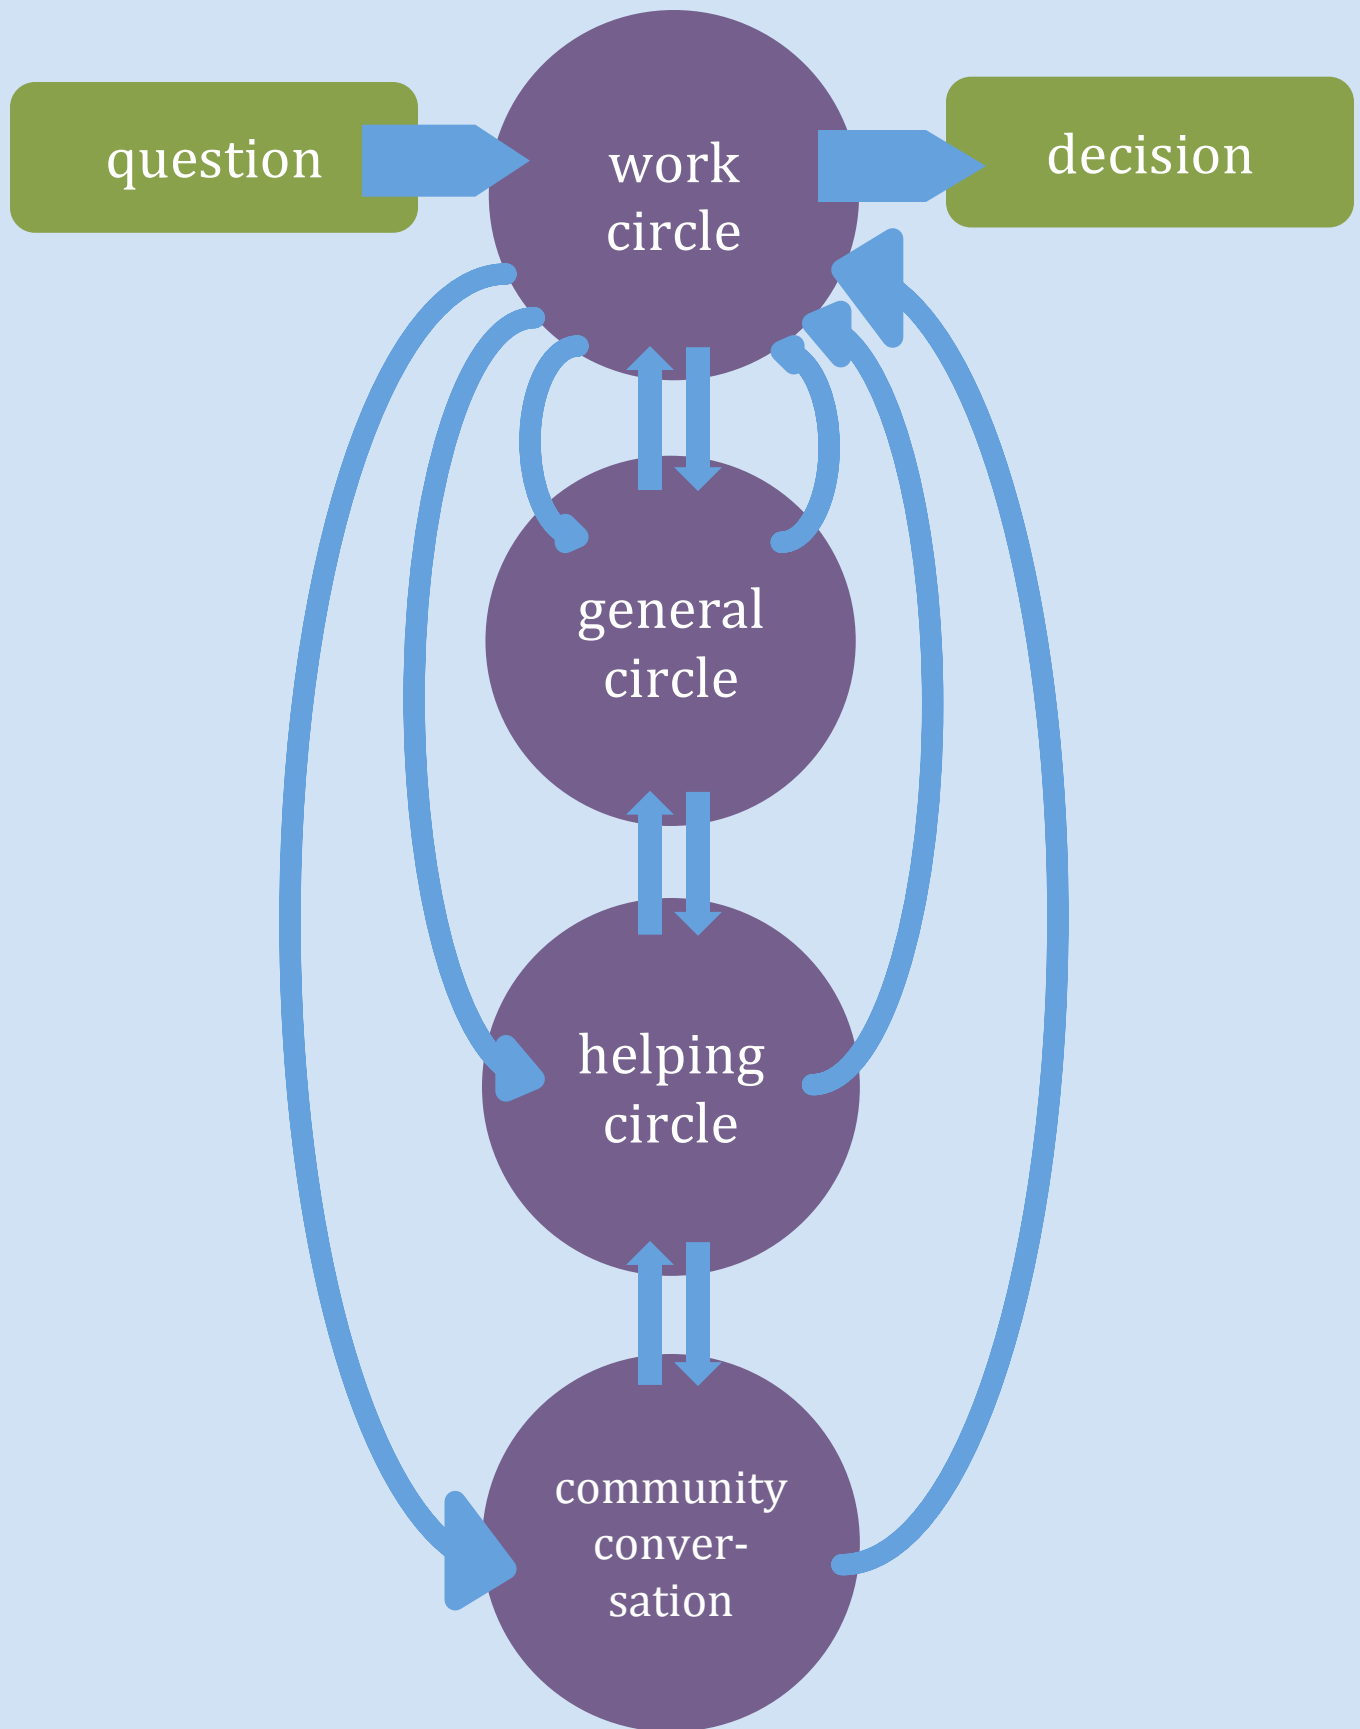 question
work
circle
decision
general
circle
helping
circle
community
conver-
sation